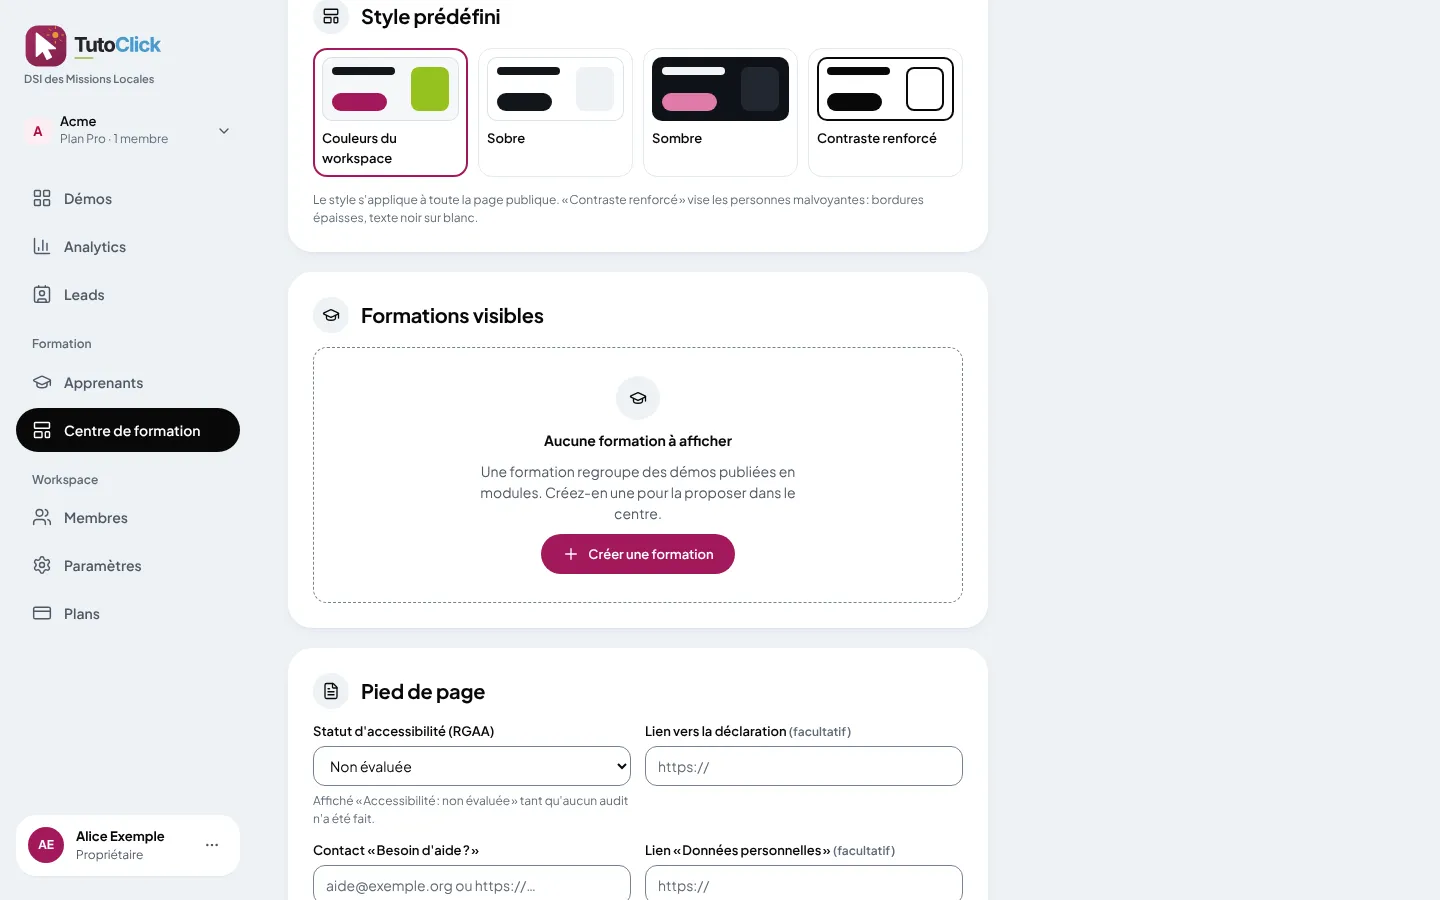 TutoClick
DSI des Missions Locales
A
Acme
Plan Pro · 1 membre
Démos
Analytics
Leads
Formation
Apprenants
Centre de formation
Workspace
Membres
Paramètres
Plans
AE
Alice Exemple
Propriétaire
Style prédéfini
Couleurs du
workspace
Sobre
Sombre
Contraste renforcé
Le style s'applique à toute la page publique. « Contraste renforcé » vise les personnes malvoyantes : bordures
épaisses, texte noir sur blanc.
Formations visibles
Aucune formation à afficher
Une formation regroupe des démos publiées en
modules. Créez-en une pour la proposer dans le
centre.
Créer une formation
Pied de page
Statut d'accessibilité (RGAA)
Lien vers la déclaration (facultatif)
Non évaluée
https://
Affiché « Accessibilité : non évaluée » tant qu'aucun audit
n'a été fait.
Contact « Besoin d'aide ? »
Lien « Données personnelles » (facultatif)
aide@exemple.org ou https://…
https://